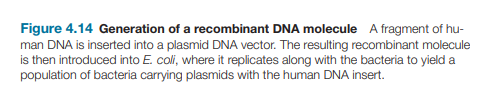 Figure 4.14 Generation of a recombinant DNA molecule A fragment of hu-
man DNA is inserted into a plasmid DNA vector. The resulting recombinant molecule
is then introduced into E. coli, where it replicates along with the bacteria to yield a
population of bacteria carrying plasmids with the human DNA insert.